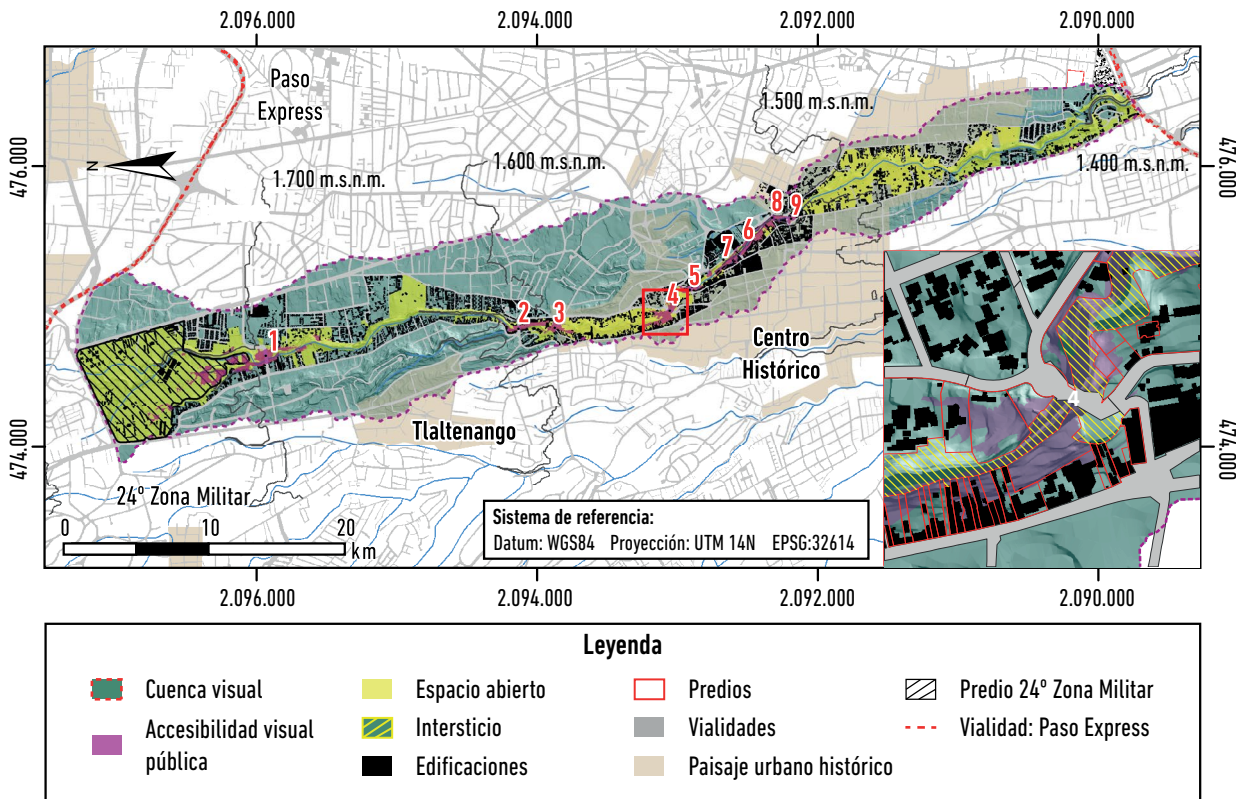 2.096.000 2.094.000 2.092.000 2.090.000
Paso
Express
1.500 m.s.n.m.
1.600 m.s.n.m.
1.700 m.s.n.m.
1.400 m.s.n.m.
476.000
476.000
N
8 9
6
7
5
4
2 3
1
Centro
Histórico
Tlaltenango
474.000
474.000
4
24º Zona Militar
0 10 20
km
Sistema de referencia:
Datum: WGS84 Proyección: UTM 14N EPSG:32614
2.096.000 2.094.000 2.092.000 2.090.000
Leyenda
Cuenca visual
Accesibilidad visual
pública
Espacio abierto
Intersticio
Edificaciones
Predios
Vialidades
Paisaje urbano histórico
Predio 24º Zona Militar
Vialidad: Paso Express